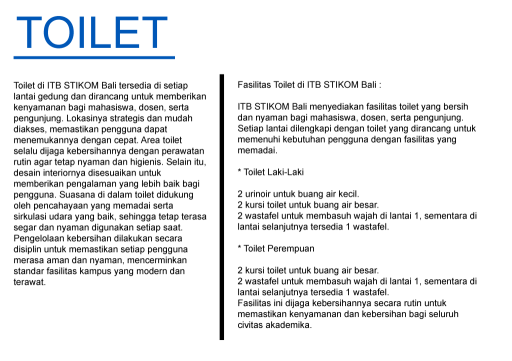 TOILET
Toilet di ITB STIKOM Bali tersedia di setiap
lantai gedung dan dirancang untuk memberikan
kenyamanan bagi mahasiswa, dosen, serta
pengunjung. Lokasinya strategis dan mudah
diakses, memastikan pengguna dapat
menemukannya dengan cepat. Area toilet
selalu dijaga kebersihannya dengan perawatan
rutin agar tetap nyaman dan higienis. Selain itu,
desain interiornya disesuaikan untuk
memberikan pengalaman yang lebih baik bagi
pengguna. Suasana di dalam toilet didukung
oleh pencahayaan yang memadai serta
sirkulasi udara yang baik, sehingga tetap terasa
segar dan nyaman digunakan setiap saat.
Pengelolaan kebersihan dilakukan secara
disiplin untuk memastikan setiap pengguna
merasa aman dan nyaman, mencerminkan
standar fasilitas kampus yang modern dan
terawat.
Fasilitas Toilet di ITB STIKOM Bali :
ITB STIKOM Bali menyediakan fasilitas toilet yang bersih
dan nyaman bagi mahasiswa, dosen, serta pengunjung.
Setiap lantai dilengkapi dengan toilet yang dirancang untuk
memenuhi kebutuhan pengguna dengan fasilitas yang
memadai.
* Toilet Laki-Laki
2 urinoir untuk buang air kecil.
2 kursi toilet untuk buang air besar.
2 wastafel untuk membasuh wajah di lantai 1, sementara di
lantai selanjutnya tersedia 1 wastafel.
* Toilet Perempuan
2 kursi toilet untuk buang air besar.
2 wastafel untuk membasuh wajah di lantai 1, sementara di
lantai selanjutnya tersedia 1 wastafel.
Fasilitas ini dijaga kebersihannya secara rutin untuk
memastikan kenyamanan dan kebersihan bagi seluruh
civitas akademika.